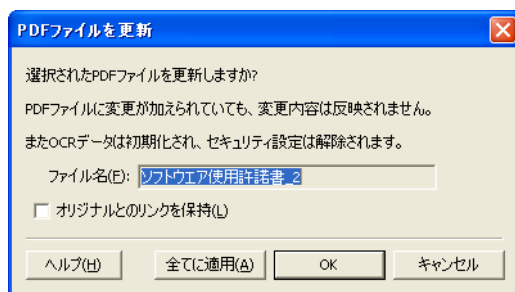 PDFファイルを更新
選択されたPDFファイルを更新しますか?
PDFファイルに変更が加えられていても、変更内容は反映されません。
またOCRデータは初期化され、セキュリティ設定は解除されます。
ファイル名(F): ソフトウエア使用許諾書_2
オリジナルとのリンクを保持(L)
ヘルプ(H) 全てに適用(A) OK キャンセル